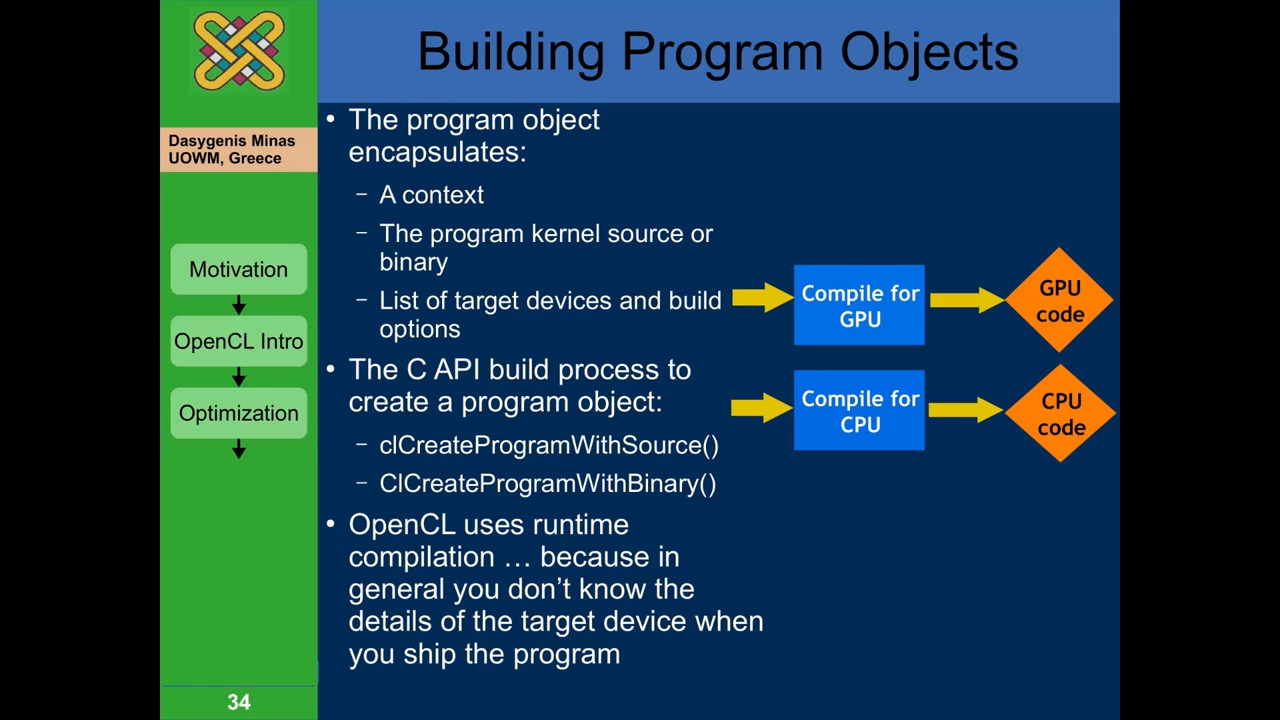 Building Program Objects
Dasygenis Minas
UOWM, Greece
Motivation
OpenCL Intro
Optimization
34
• The program object
encapsulates:
– A context
– The program kernel source or
binary
– List of target devices and build
options
• The C API build process to
create a program object:
– clCreateProgramWithSource()
– ClCreateProgramWithBinary()
• OpenCL uses runtime
compilation … because in
general you don’t know the
details of the target device when
you ship the program
Compile for
GPU
GPU
code
Compile for
CPU
CPU
code